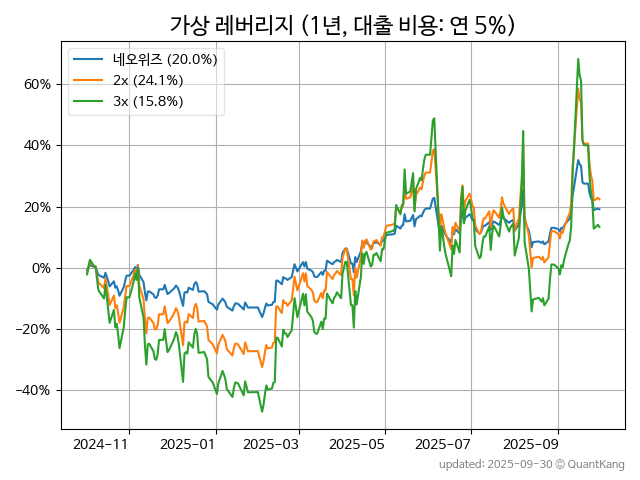 가상 레버리지 (1년, 대출 비용: 연 5%)
네오위즈 (20.0%)
2x (24.1%)
3x (15.8%)
60%
40%
20%
0%
−20%
−40%
2024-11 2025-01 2025-03 2025-05 2025-07 2025-09
updated: 2025-09-30 © QuantKang